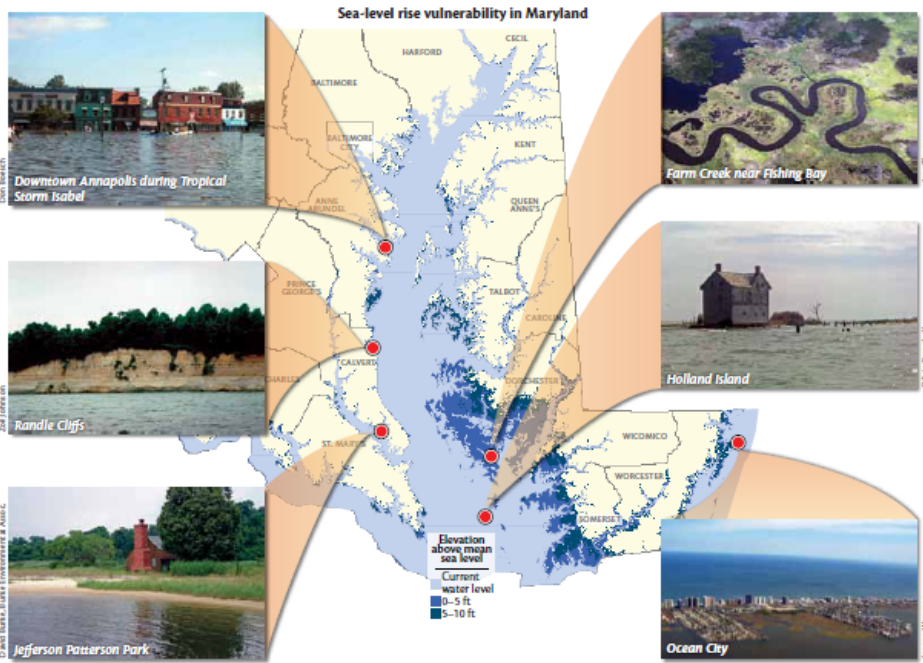 Sea-level rise vulnerability in Maryland
Downtown Annapolis during Tropical
Storm Isabel
Randle Cliffs
Jefferson Patterson Park
CECIL
HARFORD
BALTIMORE
BALTIMORE
CITY
KENT
ANNE
ARUNDEL
QUEEN
ANNE'S
PRINCE
GEORGE'S
TALBOT
CAROLINE
CALVERT
CHARLES
DORCHESTER
ST. MARY'S
WICOMICO
WORCESTER
SOMERSET
Elevation
above mean
sea level
Current
water level
0–5 ft
5–10 ft
Farm Creek near Fishing Bay
Holland Island
Ocean City